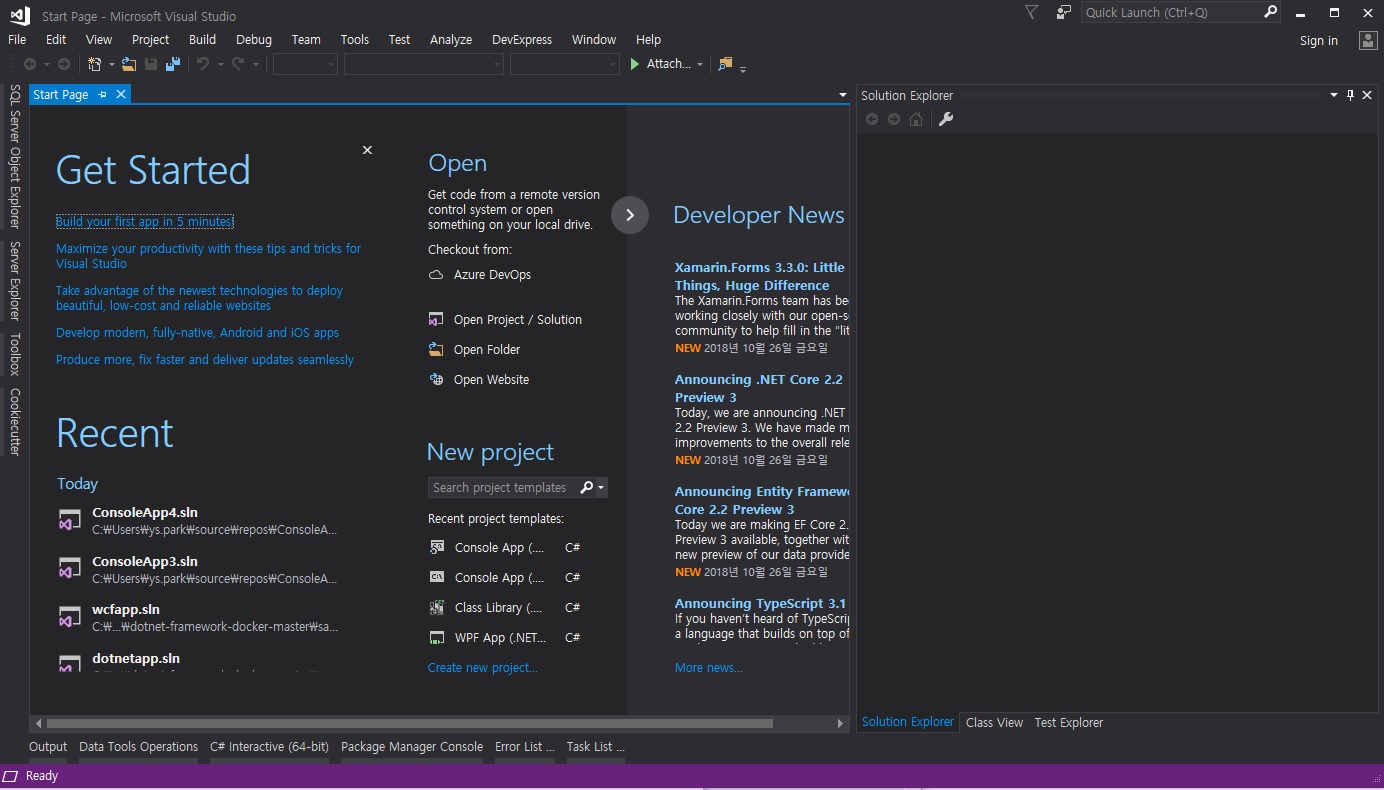 Start Page - Microsoft Visual Studio
Quick Launch (Ctrl+Q)
File Edit View Project Build Debug Team Tools Test Analyze DevExpress Window Help
Sign in
Attach...
SQL Server Object Explorer
Server Explorer
Toolbox
Cookiecutter
Start Page
Get Started
Build your first app in 5 minutes!
Maximize your productivity with these tips and tricks for
Visual Studio
Take advantage of the newest technologies to deploy
beautiful, low-cost and reliable websites
Develop modern, fully-native, Android and iOS apps
Produce more, fix faster and deliver updates seamlessly
Recent
Today
ConsoleApp4.sln
C:₩Users₩ys.park₩source₩repos₩ConsoleA...
ConsoleApp3.sln
C:₩Users₩ys.park₩source₩repos₩ConsoleA...
wcfapp.sln
C:₩...₩dotnet-framework-docker-master₩sa...
dotnetapp.sln
Open
Get code from a remote version
control system or open
something on your local drive.
Checkout from:
Azure DevOps
Open Project / Solution
Open Folder
Open Website
New project
Search project templates
Recent project templates:
Console App (.... C#
Console App (.... C#
Class Library (.... C#
WPF App (.NET... C#
Create new project...
Developer News
Xamarin.Forms 3.3.0: Little
Things, Huge Difference
The Xamarin.Forms team has be
working closely with our open-s
community to help fill in the “lit
NEW 2018년 10월 26일 금요일
Announcing .NET Core 2.2
Preview 3
Today, we are announcing .NET
2.2 Preview 3. We have made m
improvements to the overall rele
NEW 2018년 10월 26일 금요일
Announcing Entity Framew
Core 2.2 Preview 3
Today we are making EF Core 2.
Preview 3 available, together wit
new preview of our data provide
NEW 2018년 10월 26일 금요일
Announcing TypeScript 3.1
If you haven't heard of TypeScrip
a language that builds on top of
More news...
Solution Explorer
Solution Explorer Class View Test Explorer
Output Data Tools Operations C# Interactive (64-bit) Package Manager Console Error List ... Task List ...
Ready